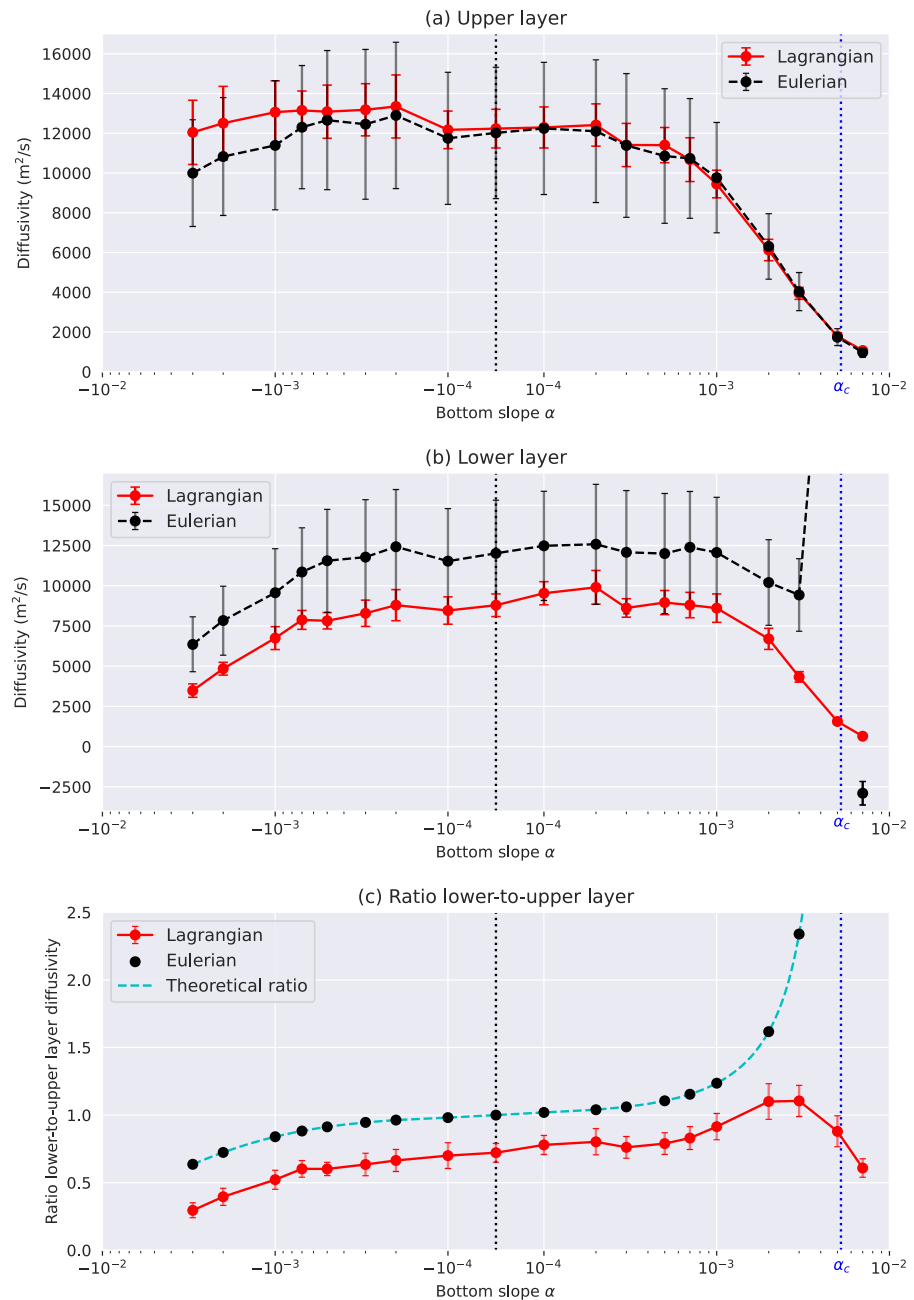 (a) Upper layer
Diffusivity (m²/s)
16000
14000
12000
10000
8000
6000
4000
2000
0
Lagrangian
Eulerian
−10⁻²
−10⁻³
−10⁻⁴
10⁻⁴
10⁻³
α_c
10⁻²
Bottom slope α
(b) Lower layer
Diffusivity (m²/s)
15000
12500
10000
7500
5000
2500
0
−2500
Lagrangian
Eulerian
−10⁻²
−10⁻³
−10⁻⁴
10⁻⁴
10⁻³
α_c
10⁻²
Bottom slope α
(c) Ratio lower-to-upper layer
Ratio lower-to-upper layer diffusivity
2.5
2.0
1.5
1.0
0.5
0.0
Lagrangian
Eulerian
Theoretical ratio
−10⁻²
−10⁻³
−10⁻⁴
10⁻⁴
10⁻³
α_c
10⁻²
Bottom slope α